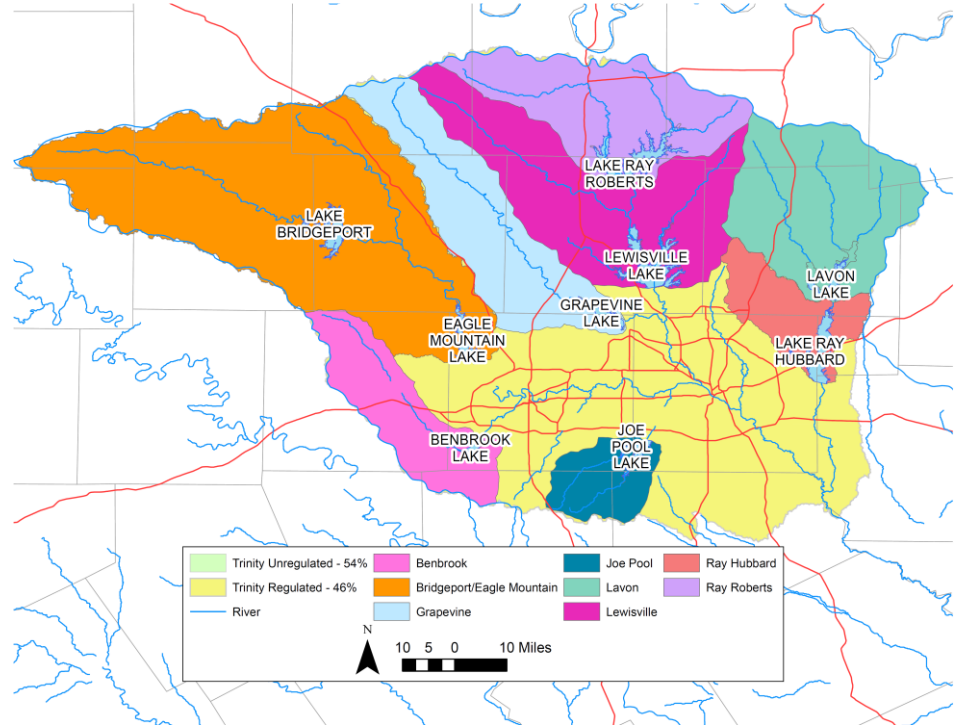 LAKE RAY
ROBERTS
LAKE
BRIDGEPORT
LEWISVILLE
LAKE
LAVON
LAKE
GRAPEVINE
LAKE
EAGLE
MOUNTAIN
LAKE
LAKE RAY
HUBBARD
BENBROOK
LAKE
JOE
POOL
LAKE
Trinity Unregulated - 54%
Benbrook
Joe Pool
Ray Hubbard
Trinity Regulated - 46%
Bridgeport/Eagle Mountain
Lavon
Ray Roberts
River
Grapevine
Lewisville
N
10 5 0 10 Miles